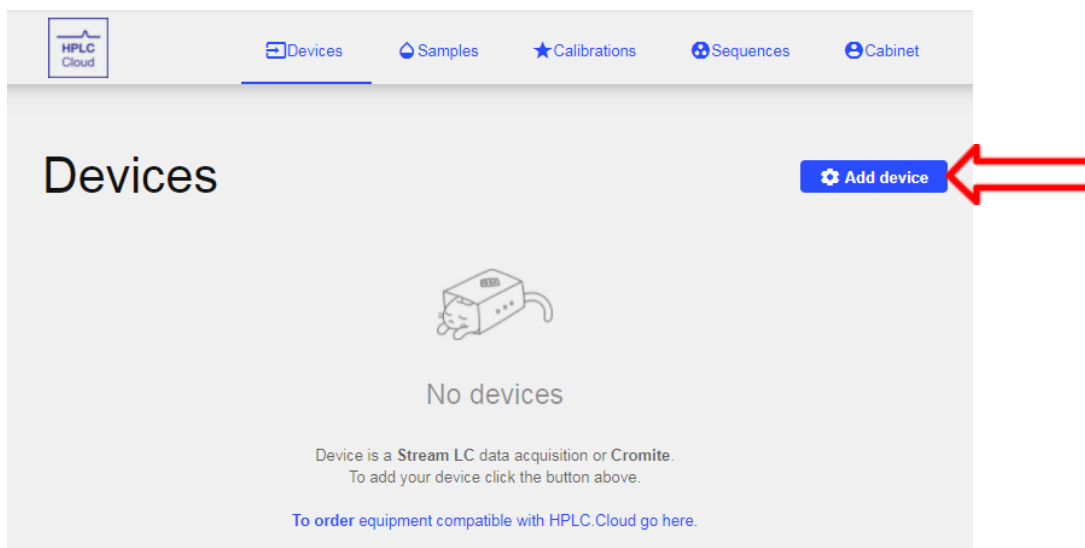 HPLC
Cloud
Devices
Samples
Calibrations
Sequences
Cabinet
Devices
Add device
No devices
Device is a Stream LC data acquisition or Cromite.
To add your device click the button above.
To order equipment compatible with HPLC.Cloud go here.